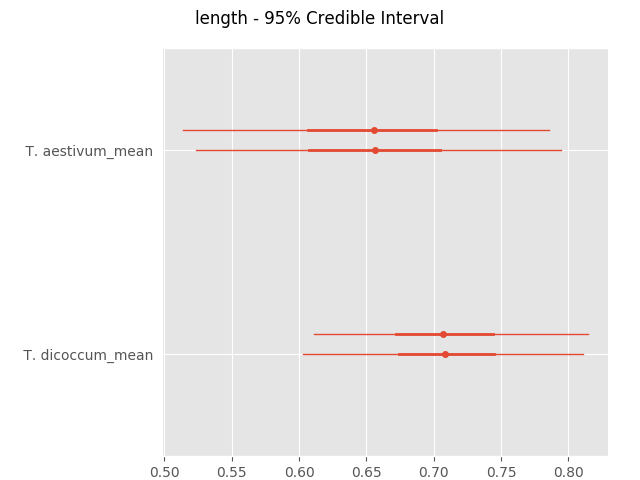 length - 95% Credible Interval
T. aestivum_mean
T. dicoccum_mean
0.50 0.55 0.60 0.65 0.70 0.75 0.80